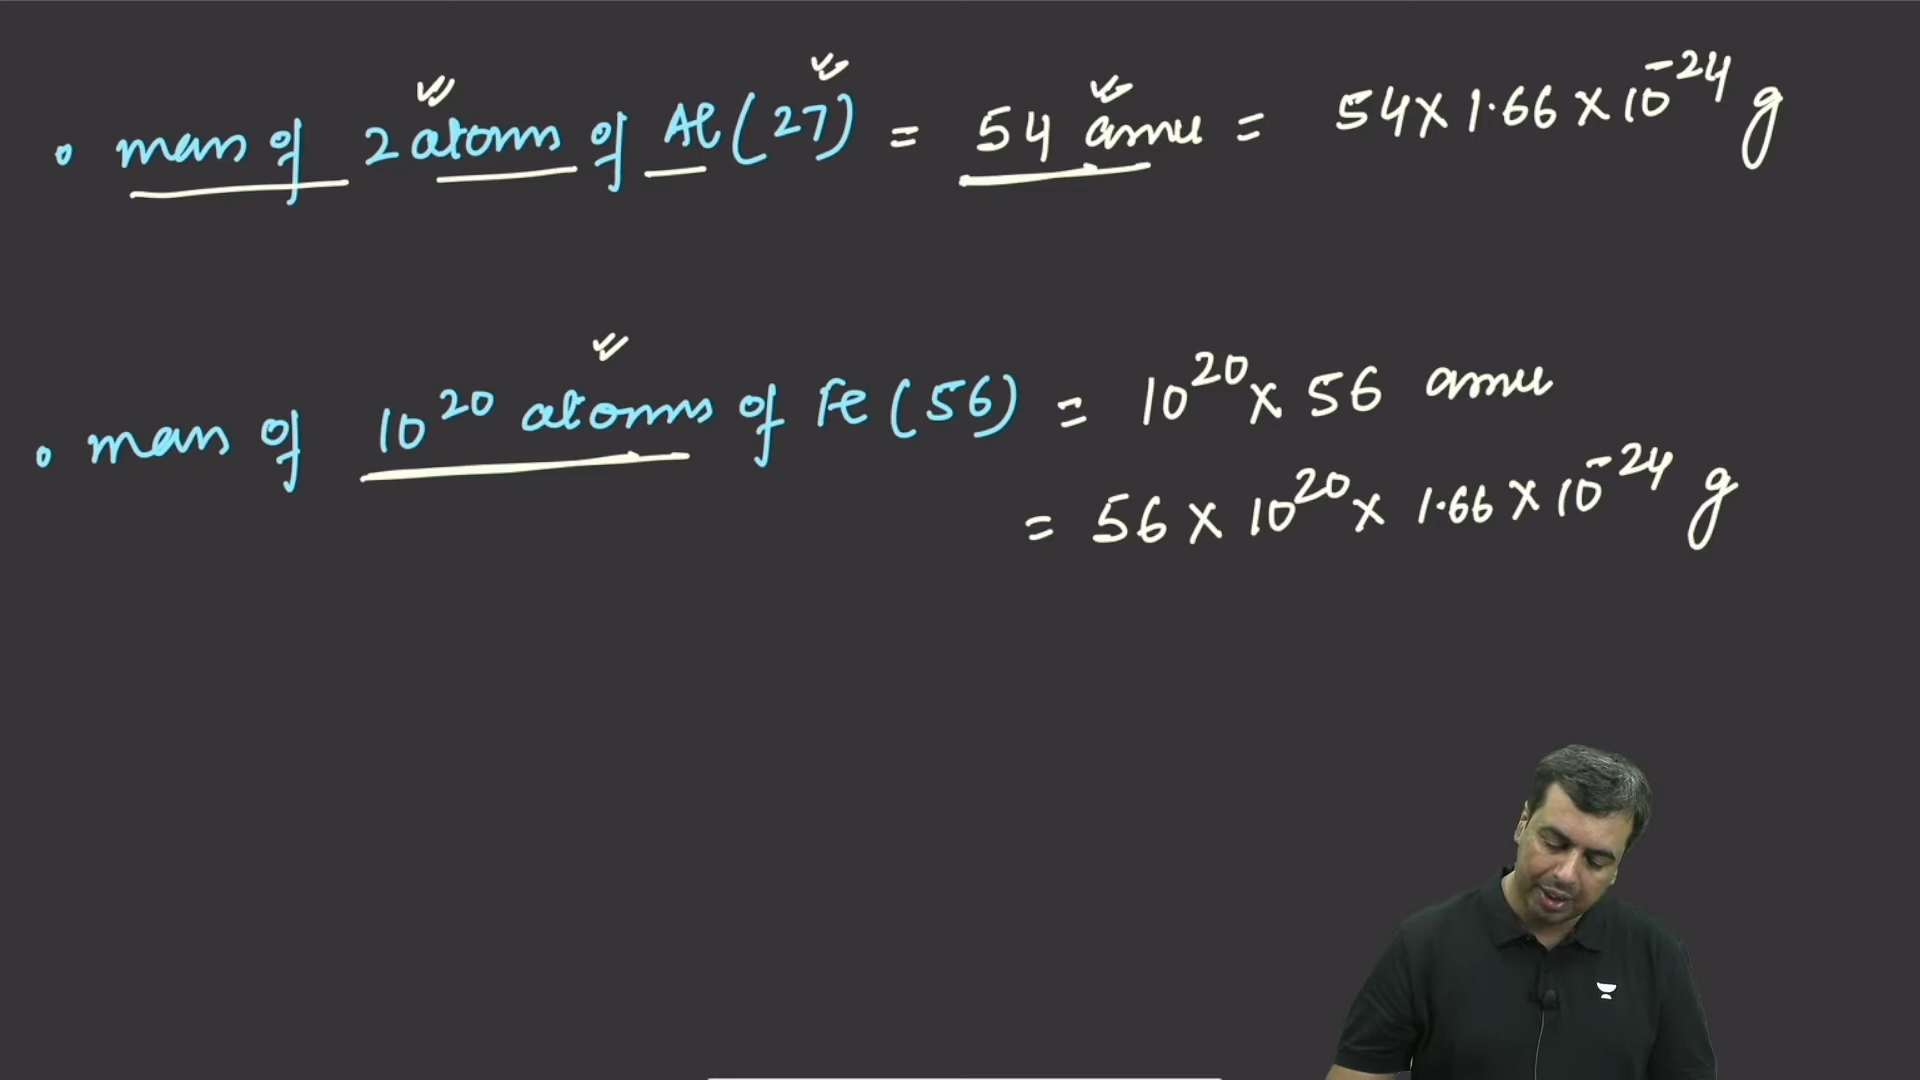 • mass of 2 atoms of Al (27) = 54 amu = 54 × 1.66 × 10⁻²⁴ g
• mass of 10²⁰ atoms of Fe (56) = 10²⁰ × 56 amu
= 56 × 10²⁰ × 1.66 × 10⁻²⁴ g